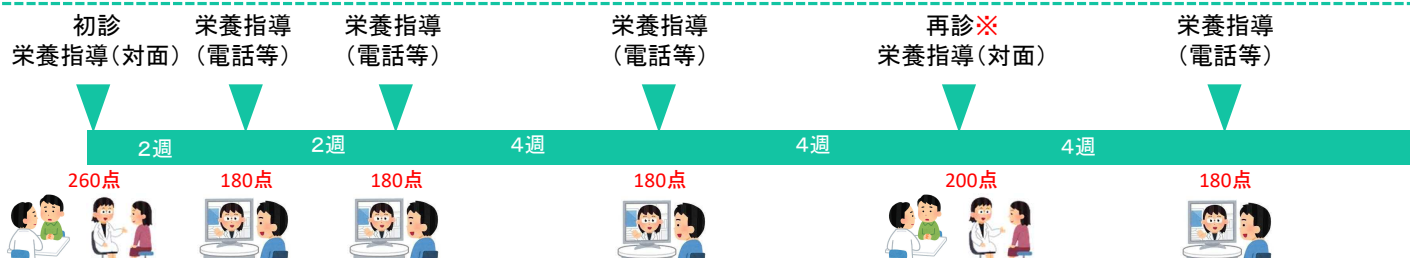 初診
栄養指導(対面)
栄養指導
(電話等)
栄養指導
(電話等)
栄養指導
(電話等)
再診※
栄養指導(対面)
栄養指導
(電話等)
2週
2週
4週
4週
4週
260点
180点
180点
180点
200点
180点